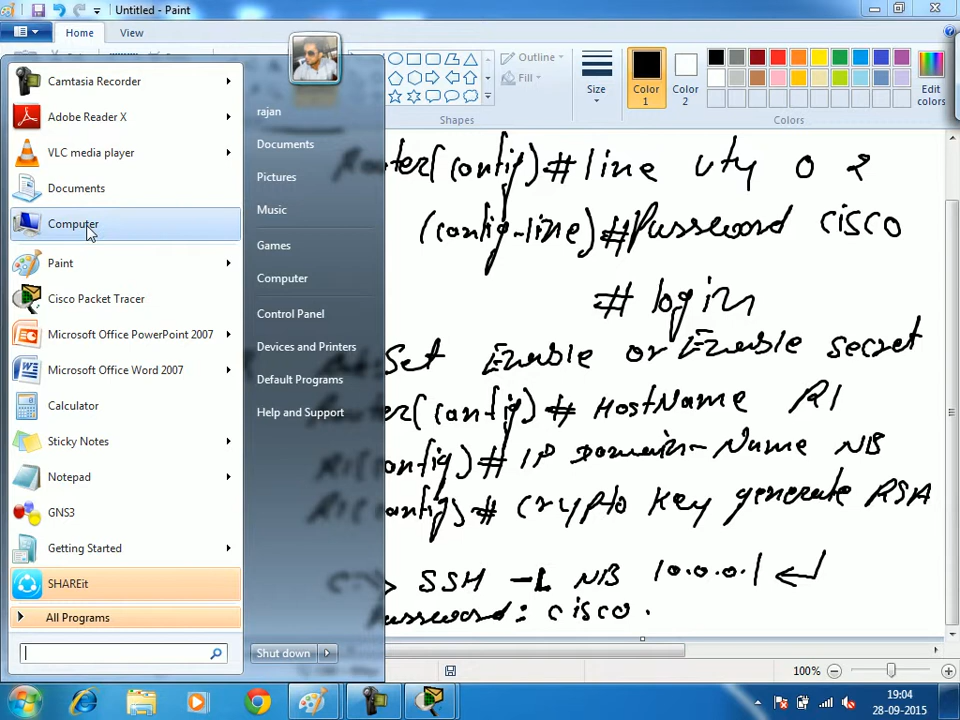 Untitled - Paint
Home
View
Outline
Fill
Shapes
Size
Color 1
Color 2
Edit colors
Colors
Camtasia Recorder
Adobe Reader X
VLC media player
Documents
Computer
Paint
Cisco Packet Tracer
Microsoft Office PowerPoint 2007
Microsoft Office Word 2007
Calculator
Sticky Notes
Notepad
GNS3
Getting Started
SHAREit
All Programs
rajan
Documents
Pictures
Music
Games
Computer
Control Panel
Devices and Printers
Default Programs
Help and Support
Shut down
Router(config)#line vty 0 2
(config-line)#Password cisco
# login
Set Enable or Enable secret
Router(config)# HostName R1
R1(config)# IP Domain-Name NB
R1(config)# crypto key generate RSA
C:\> SSH -L NB 10.0.0.1
Password: cisco.
100%
19:04
28-09-2015